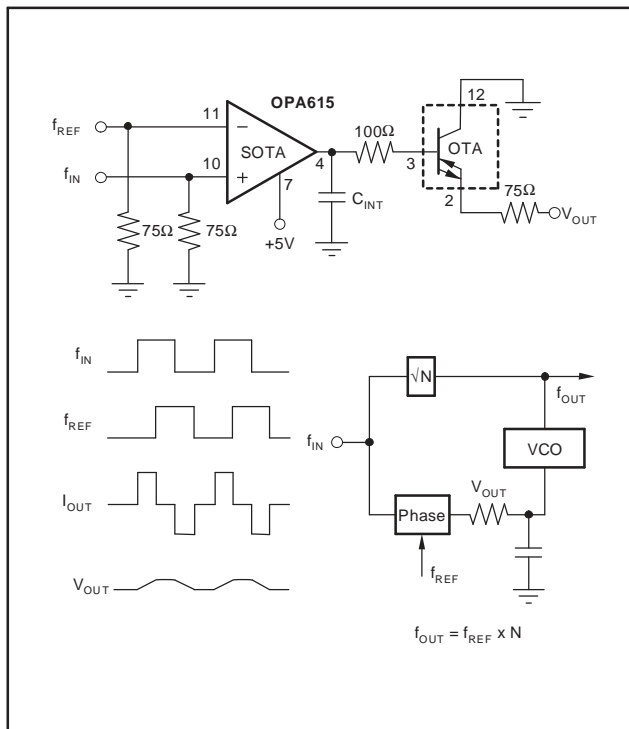 OPA615
12
f_REF
11
−
100Ω
OTA
f_IN
10
+
SOTA
4
3
7
C_INT
2
75Ω
V_OUT
75Ω
75Ω
+5V
f_IN
f_REF
I_OUT
V_OUT
√N
f_OUT
f_IN
VCO
V_OUT
Phase
f_REF
f_OUT = f_REF x N